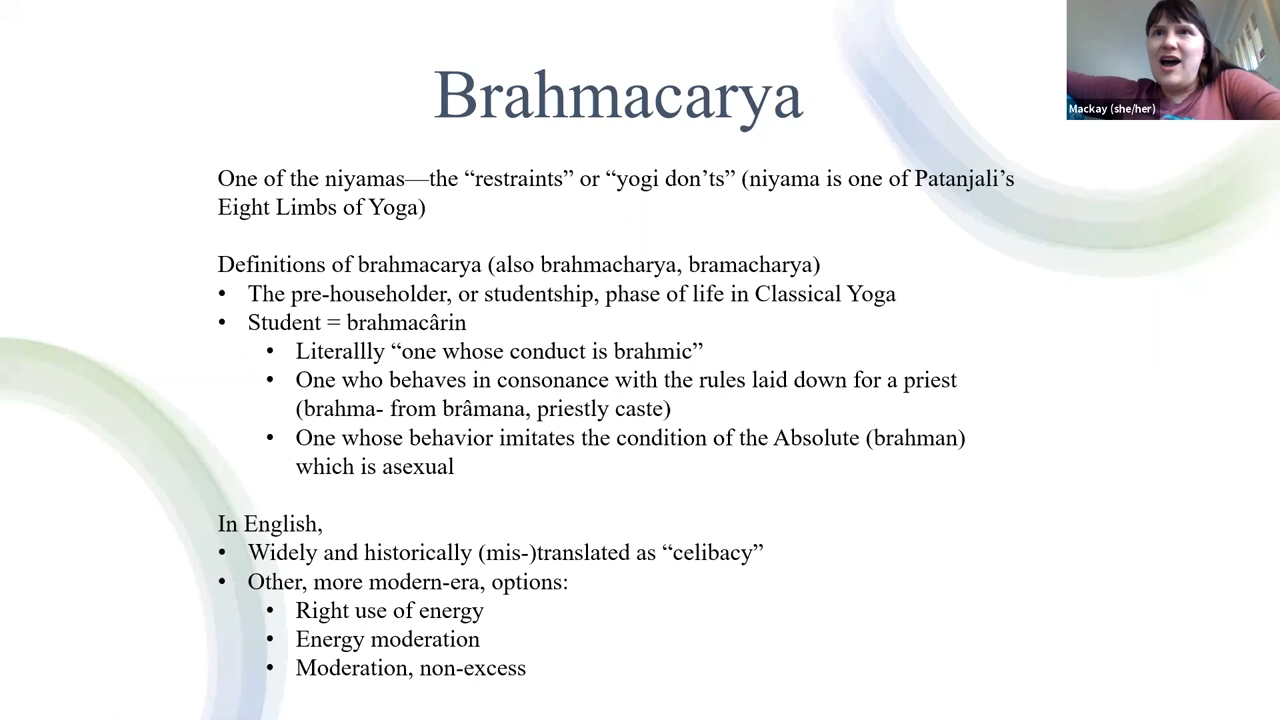 Brahmacarya
Mackay (she/her)
One of the niyamas—the “restraints” or “yogi don’ts” (niyama is one of Patanjali’s
Eight Limbs of Yoga)
Definitions of brahmacarya (also brahmacharya, bramacharya)
• The pre-householder, or studentship, phase of life in Classical Yoga
• Student = brahmacârin
• Literallly “one whose conduct is brahmic”
• One who behaves in consonance with the rules laid down for a priest
(brahma- from brâmana, priestly caste)
• One whose behavior imitates the condition of the Absolute (brahman)
which is asexual
In English,
• Widely and historically (mis-)translated as “celibacy”
• Other, more modern-era, options:
• Right use of energy
• Energy moderation
• Moderation, non-excess